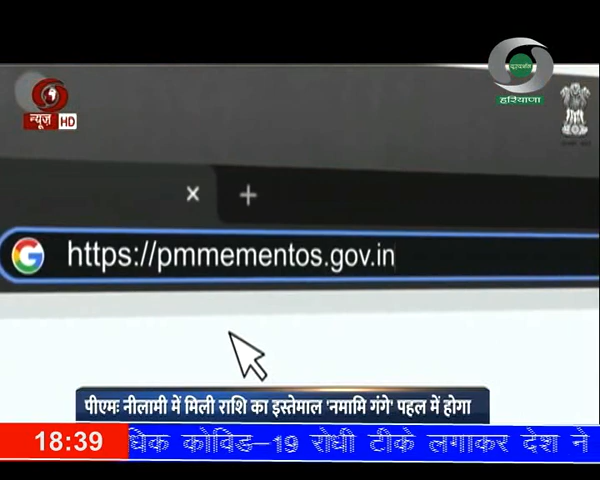 दूरदर्शन
हरियाणा
न्यूज़ HD
https://pmmementos.gov.in
पीएमः नीलामी में मिली राशि का इस्तेमाल 'नमामि गंगे' पहल में होगा
18:39 धिक कोविड–19 रोधी टीके लगाकर देश ने